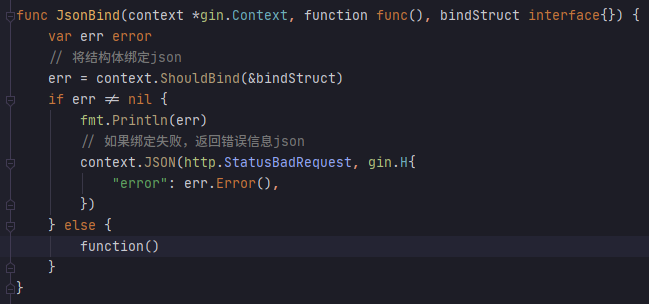 func JsonBind(context *gin.Context, function func(), bindStruct interface{}) {
    var err error
    // 将结构体绑定json
    err = context.ShouldBind(&bindStruct)
    if err != nil {
        fmt.Println(err)
        // 如果绑定失败，返回错误信息json
        context.JSON(http.StatusBadRequest, gin.H{
            "error": err.Error(),
        })
    } else {
        function()
    }
}